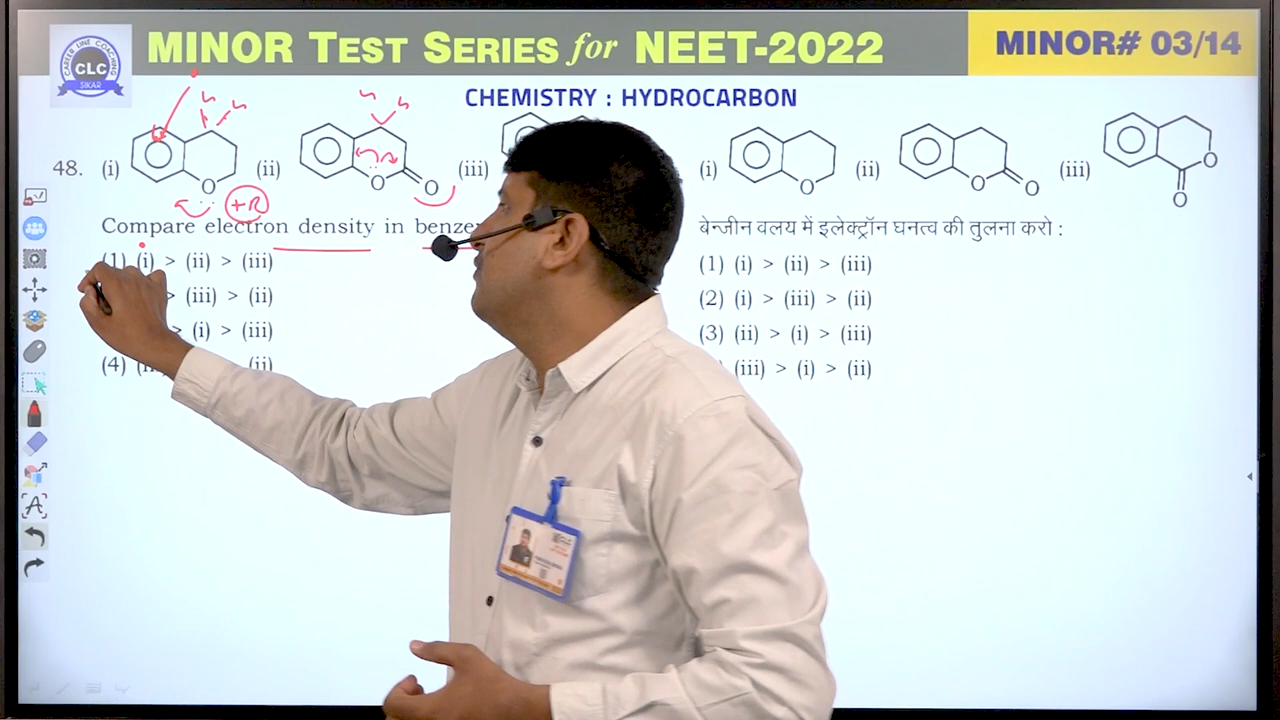 MINOR TEST SERIES for NEET-2022
MINOR# 03/14
CAREER LINE COACHING
CLC
SIKAR
CHEMISTRY : HYDROCARBON
48. (i) O (ii) O O (iii)
+R
Compare electron density in benze
(1) (i) > (ii) > (iii)
> (iii) > (ii)
> (i) > (iii)
(4) (ii)
(i) O (ii) O O (iii) O O
बेन्जीन वलय में इलेक्ट्रॉन घनत्व की तुलना करो :
(1) (i) > (ii) > (iii)
(2) (i) > (iii) > (ii)
(3) (ii) > (i) > (iii)
(iii) > (i) > (ii)
A
CLC